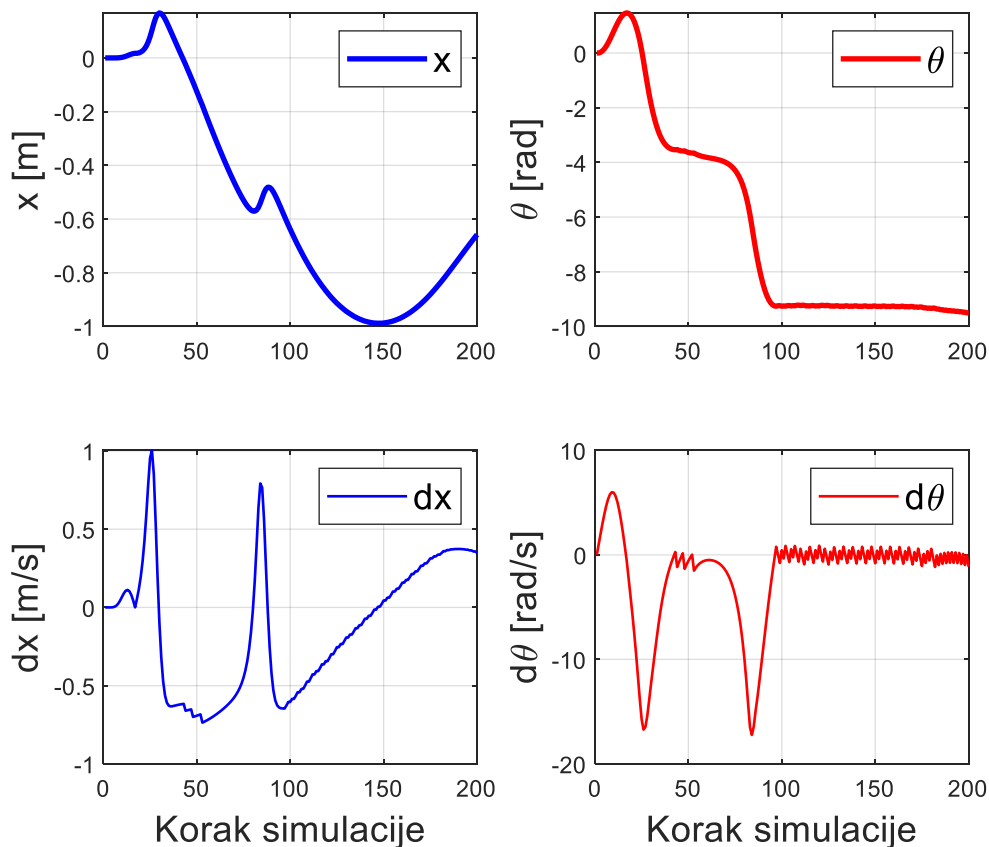 x [m]
0
-0.2
-0.4
-0.6
-0.8
-1
0 50 100 150 200
x
θ [rad]
0
-2
-4
-6
-8
-10
0 50 100 150 200
θ
dx [m/s]
1
0.5
0
-0.5
-1
0 50 100 150 200
Korak simulacije
dx
dθ [rad/s]
10
0
-10
-20
0 50 100 150 200
Korak simulacije
dθ